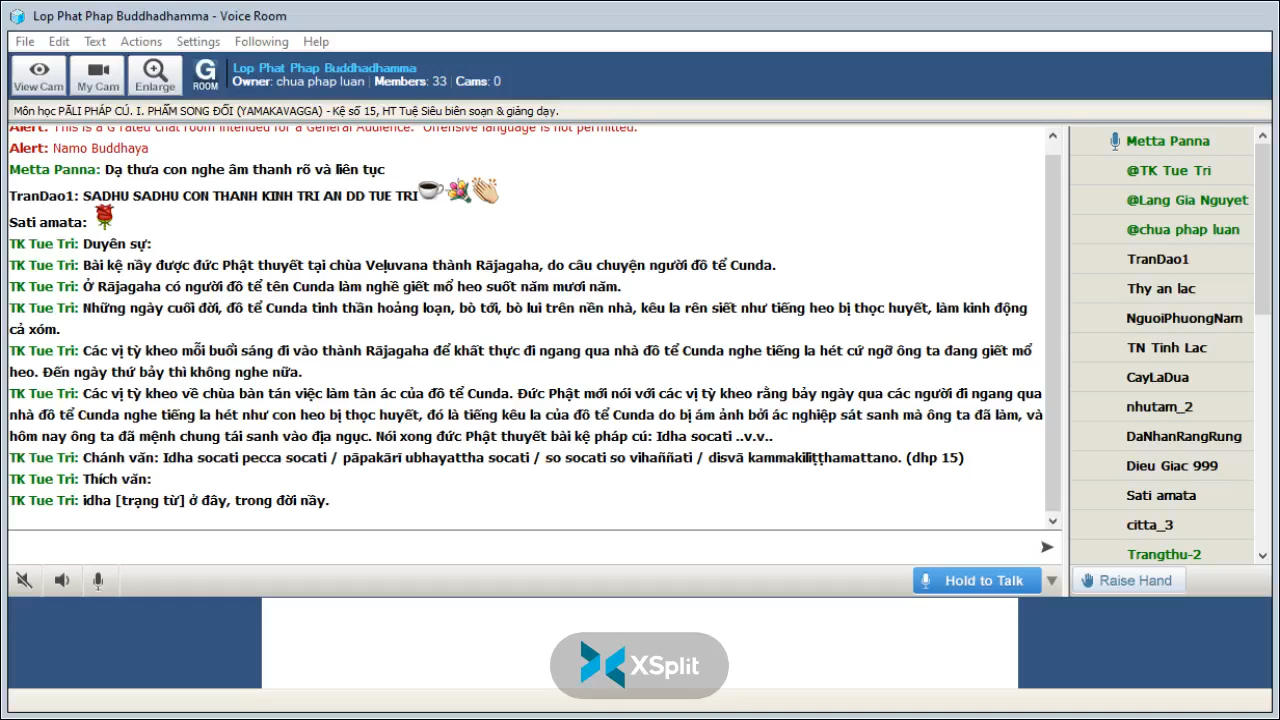 Lop Phat Phap Buddhadhamma - Voice Room
File Edit Text Actions Settings Following Help
View Cam My Cam Enlarge G ROOM
Lop Phat Phap Buddhadhamma
Owner: chua phap luan | Members: 33 | Cams: 0
Môn học PĀLI PHÁP CÚ. I. PHẨM SONG ĐỐI (YAMAKAVAGGA) - Kệ số 15, HT Tuệ Siêu biên soạn & giảng dạy.
Alert: This is a G rated chat room intended for a General Audience. Offensive language is not permitted.
Alert: Namo Buddhaya
Metta Panna: Dạ thưa con nghe âm thanh rõ và liên tục
TranDao1: SADHU SADHU CON THANH KINH TRI AN DD TUE TRI
Sati amata:
TK Tue Tri: Duyên sự:
TK Tue Tri: Bài kệ nầy được đức Phật thuyết tại chùa Veḷuvana thành Rājagaha, do câu chuyện người đồ tể Cunda.
TK Tue Tri: Ở Rājagaha có người đồ tể tên Cunda làm nghề giết mổ heo suốt năm mươi năm.
TK Tue Tri: Những ngày cuối đời, đồ tể Cunda tinh thần hoảng loạn, bò tới, bò lui trên nền nhà, kêu la rên siết như tiếng heo bị thọc huyết, làm kinh động
cả xóm.
TK Tue Tri: Các vị tỳ kheo mỗi buổi sáng đi vào thành Rājagaha để khất thực đi ngang qua nhà đồ tể Cunda nghe tiếng la hét cứ ngỡ ông ta đang giết mổ
heo. Đến ngày thứ bảy thì không nghe nữa.
TK Tue Tri: Các vị tỳ kheo về chùa bàn tán việc làm tàn ác của đồ tể Cunda. Đức Phật mới nói với các vị tỳ kheo rằng bảy ngày qua các người đi ngang qua
nhà đồ tể Cunda nghe tiếng la hét như con heo bị thọc huyết, đó là tiếng kêu la của đồ tể Cunda do bị ám ảnh bởi ác nghiệp sát sanh mà ông ta đã làm, và
hôm nay ông ta đã mệnh chung tái sanh vào địa ngục. Nói xong đức Phật thuyết bài kệ pháp cú: Idha socati ..v.v..
TK Tue Tri: Chánh văn: Idha socati pecca socati / pāpakārī ubhayattha socati / so socati so vihaññati / disvā kammakiliṭṭhamattano. (dhp 15)
TK Tue Tri: Thích văn:
TK Tue Tri: idha [trạng từ] ở đây, trong đời nầy.
Metta Panna
@TK Tue Tri
@Lang Gia Nguyet
@chua phap luan
TranDao1
Thy an lac
NguoiPhuongNam
TN Tinh Lac
CayLaDua
nhutam_2
DaNhanRangRung
Dieu Giac 999
Sati amata
citta_3
Trangthu-2
Hold to Talk
Raise Hand
XSplit